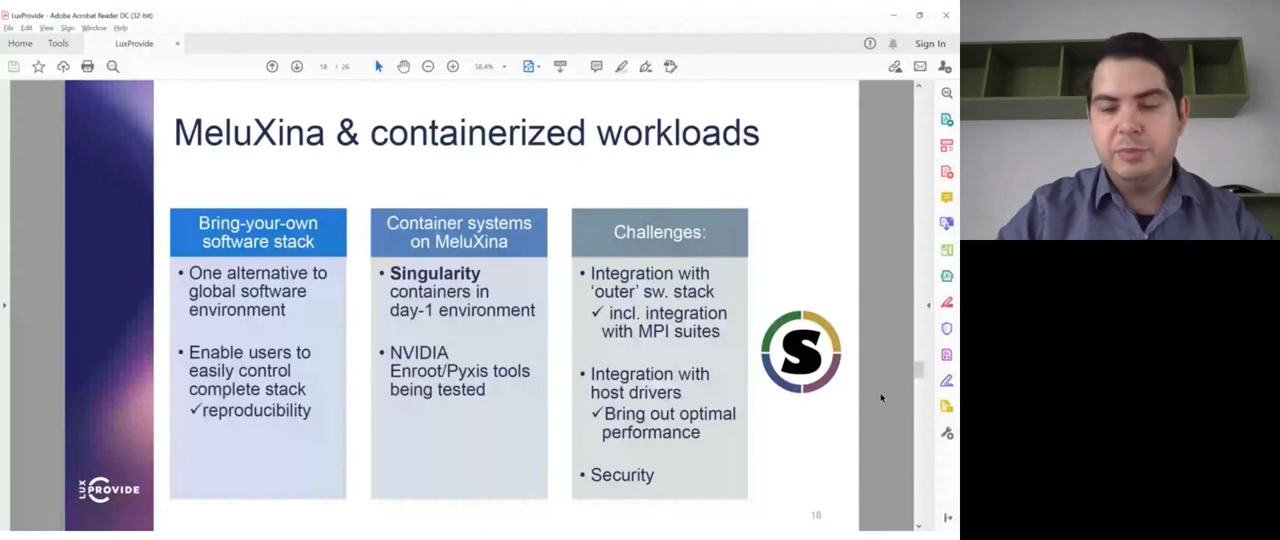 LuxProvide - Adobe Acrobat Reader DC (32-bit)
File Edit View Sign Window Help
Home Tools LuxProvide × Sign In
18 / 26 58.4%
MeluXina & containerized workloads
Bring-your-own
software stack
• One alternative to
global software
environment
• Enable users to
easily control
complete stack
✓reproducibility
Container systems
on MeluXina
• Singularity
containers in
day-1 environment
• NVIDIA
Enroot/Pyxis tools
being tested
Challenges:
• Integration with
‘outer’ sw. stack
✓ incl. integration
with MPI suites
• Integration with
host drivers
✓Bring out optimal
performance
• Security
S
LUX
PROVIDE
18